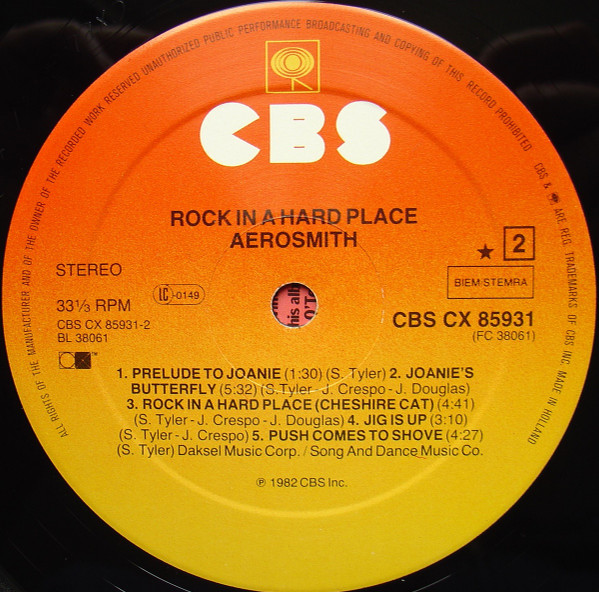 ALL RIGHTS OF THE MANUFACTURER AND OF THE OWNER OF THE RECORDED WORK RESERVED UNAUTHORIZED PUBLIC PERFORMANCE BROADCASTING AND COPYING OF THIS RECORD PROHIBITED
CBS & ARE REG. TRADEMARKS OF CBS INC. MADE IN HOLLAND
CBS
ROCK IN A HARD PLACE
AEROSMITH
★ 2
STEREO
BIEM/STEMRA
LC-0149
33⅓ RPM
CBS CX 85931
CBS CX 85931-2
(FC 38061)
BL 38061
1. PRELUDE TO JOANIE (1:30) (S. Tyler) 2. JOANIE'S
BUTTERFLY (5:32) (S. Tyler - J. Crespo - J. Douglas)
3. ROCK IN A HARD PLACE (CHESHIRE CAT) (4:41)
(S. Tyler - J. Crespo - J. Douglas) 4. JIG IS UP (3:10)
(S. Tyler - J. Crespo) 5. PUSH COMES TO SHOVE (4:27)
(S. Tyler) Daksel Music Corp. / Song And Dance Music Co.
℗ 1982 CBS Inc.